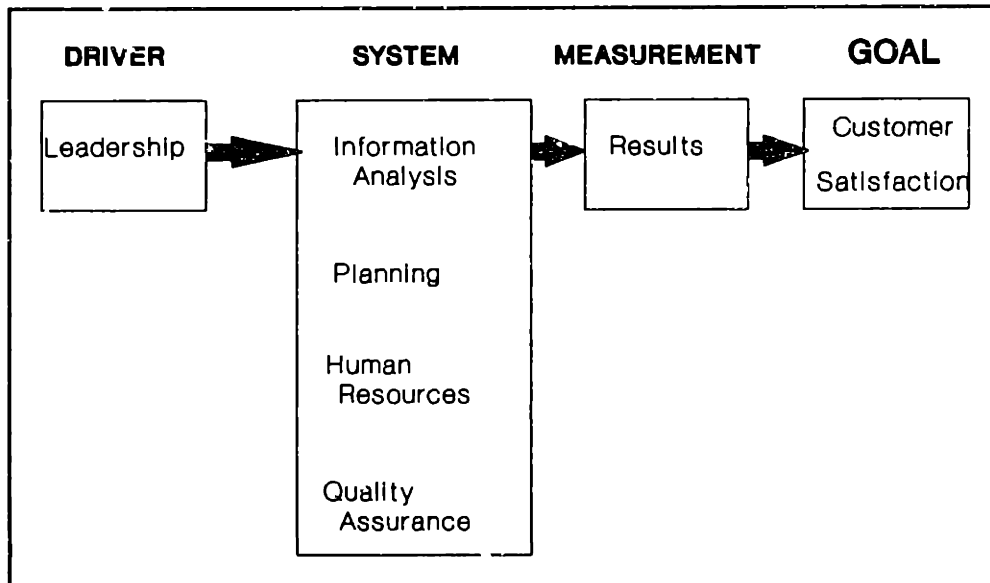 DRIVER
SYSTEM
MEASUREMENT
GOAL
Leadership
Information
Analysis
Planning
Human
Resources
Quality
Assurance
Results
Customer
Satisfaction